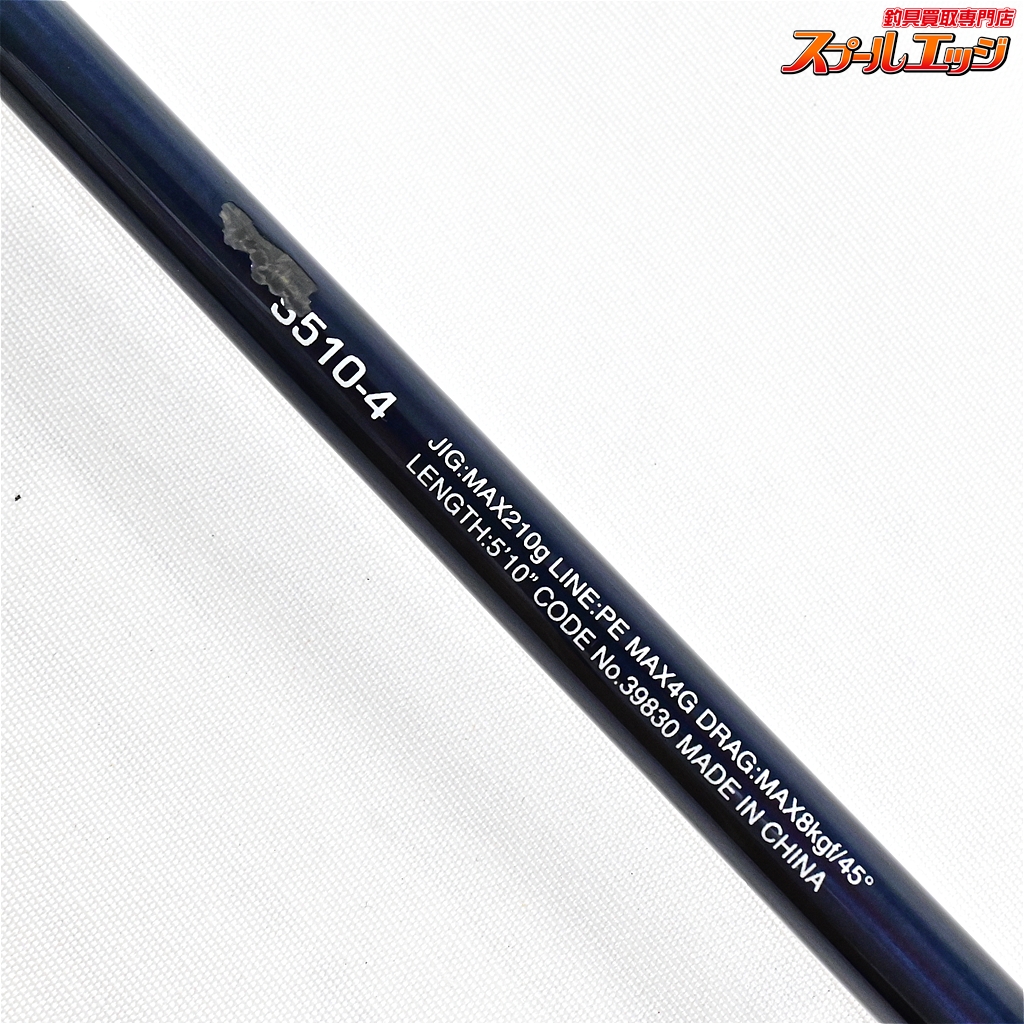 釣具買取専門店
スプールエッジ
S510-4
JIG:MAX210g LINE:PE MAX4G DRAG:MAX8kgf/45°
LENGTH:5'10" CODE No.39830 MADE IN CHINA